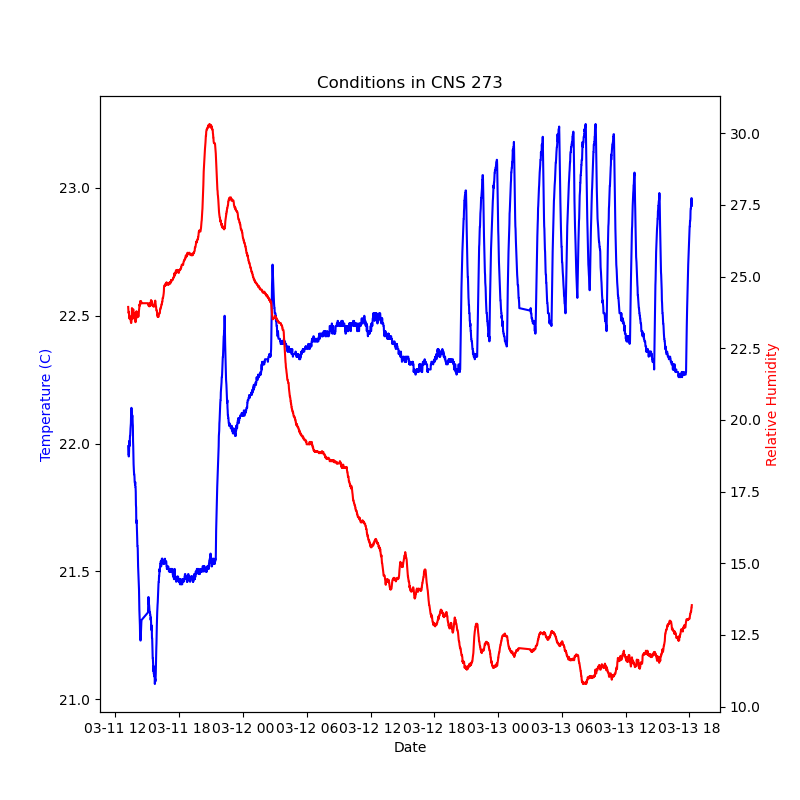 Conditions in CNS 273
23.0
22.5
22.0
21.5
21.0
Temperature (C)
30.0
27.5
25.0
22.5
20.0
17.5
15.0
12.5
10.0
Relative Humidity
03-11 12 03-11 18 03-12 00 03-12 06 03-12 12 03-12 18 03-13 00 03-13 06 03-13 12 03-13 18
Date